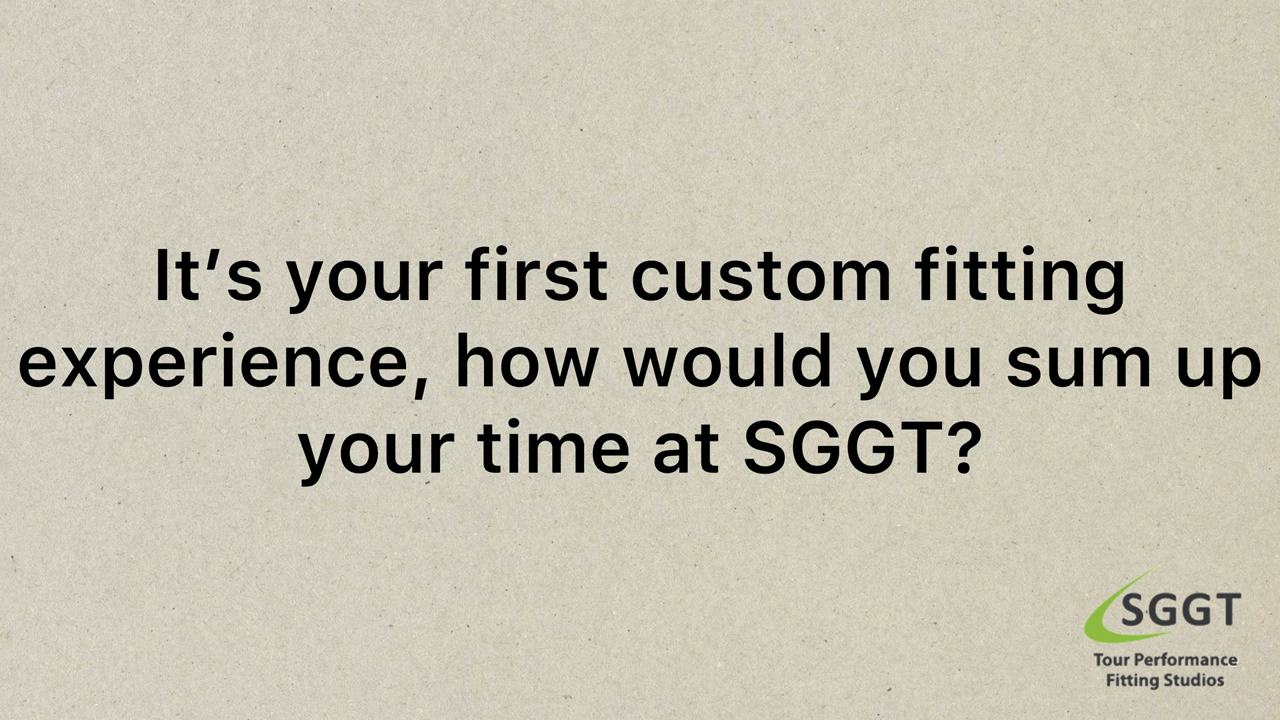 It’s your first custom fitting
experience, how would you sum up
your time at SGGT?
SGGT
Tour Performance
Fitting Studios